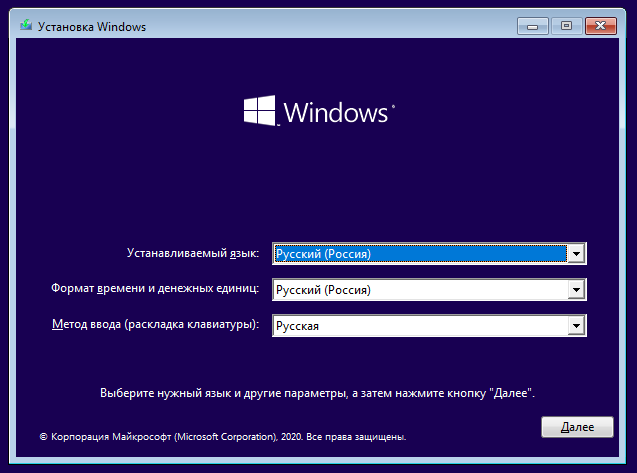 Установка Windows
Windows
Устанавливаемый язык: Русский (Россия)
Формат времени и денежных единиц: Русский (Россия)
Метод ввода (раскладка клавиатуры): Русская
Выберите нужный язык и другие параметры, а затем нажмите кнопку "Далее".
Далее
© Корпорация Майкрософт (Microsoft Corporation), 2020. Все права защищены.